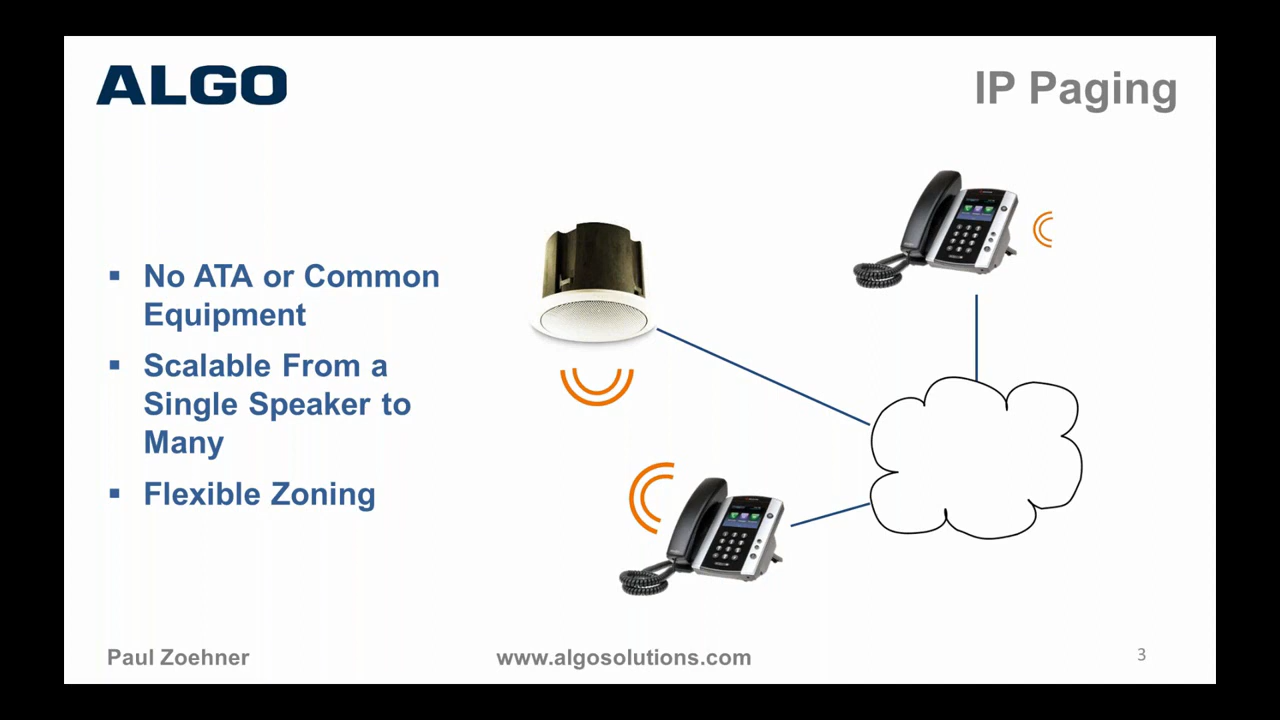 ALGO
IP Paging
▪ No ATA or Common
Equipment
▪ Scalable From a
Single Speaker to
Many
▪ Flexible Zoning
Paul Zoehner
www.algosolutions.com
3